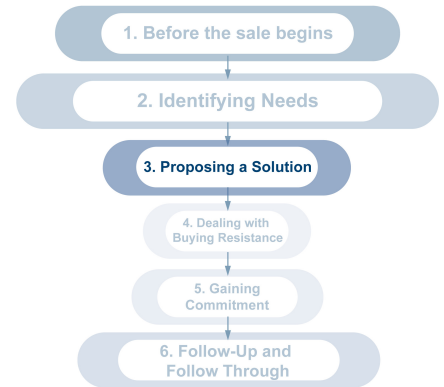 1. Before the sale begins
2. Identifying Needs
3. Proposing a Solution
4. Dealing with
Buying Resistance
5. Gaining
Commitment
6. Follow-Up and
Follow Through